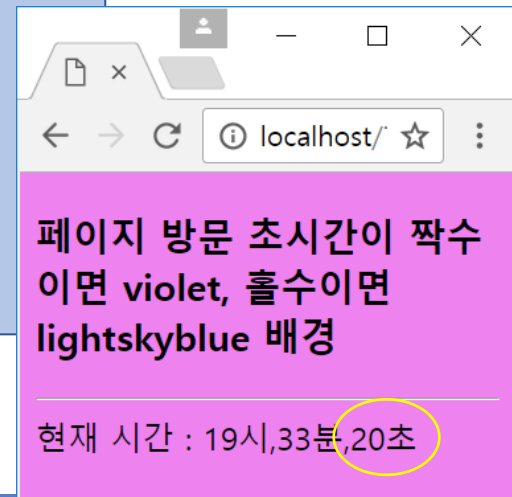 localhost/
페이지 방문 초시간이 짝수
이면 violet, 홀수이면
lightskyblue 배경
현재 시간 : 19시,33분,20초